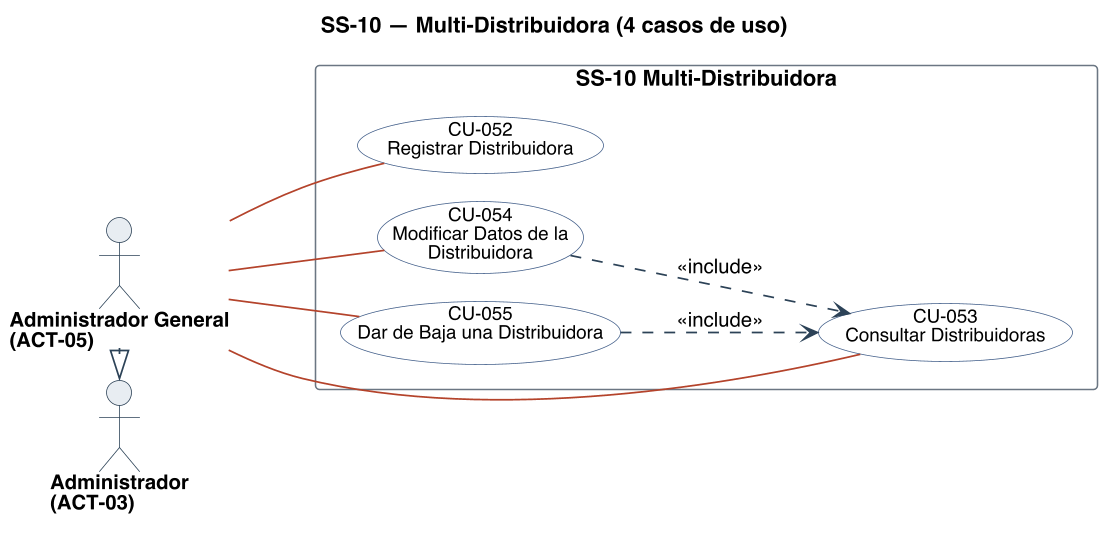 SS-10 — Multi-Distribuidora (4 casos de uso)
SS-10 Multi-Distribuidora
CU-052
Registrar Distribuidora
CU-054
Modificar Datos de la
Distribuidora
«include»
CU-055
Dar de Baja una Distribuidora
«include»
CU-053
Consultar Distribuidoras
Administrador General
(ACT-05)
Administrador
(ACT-03)